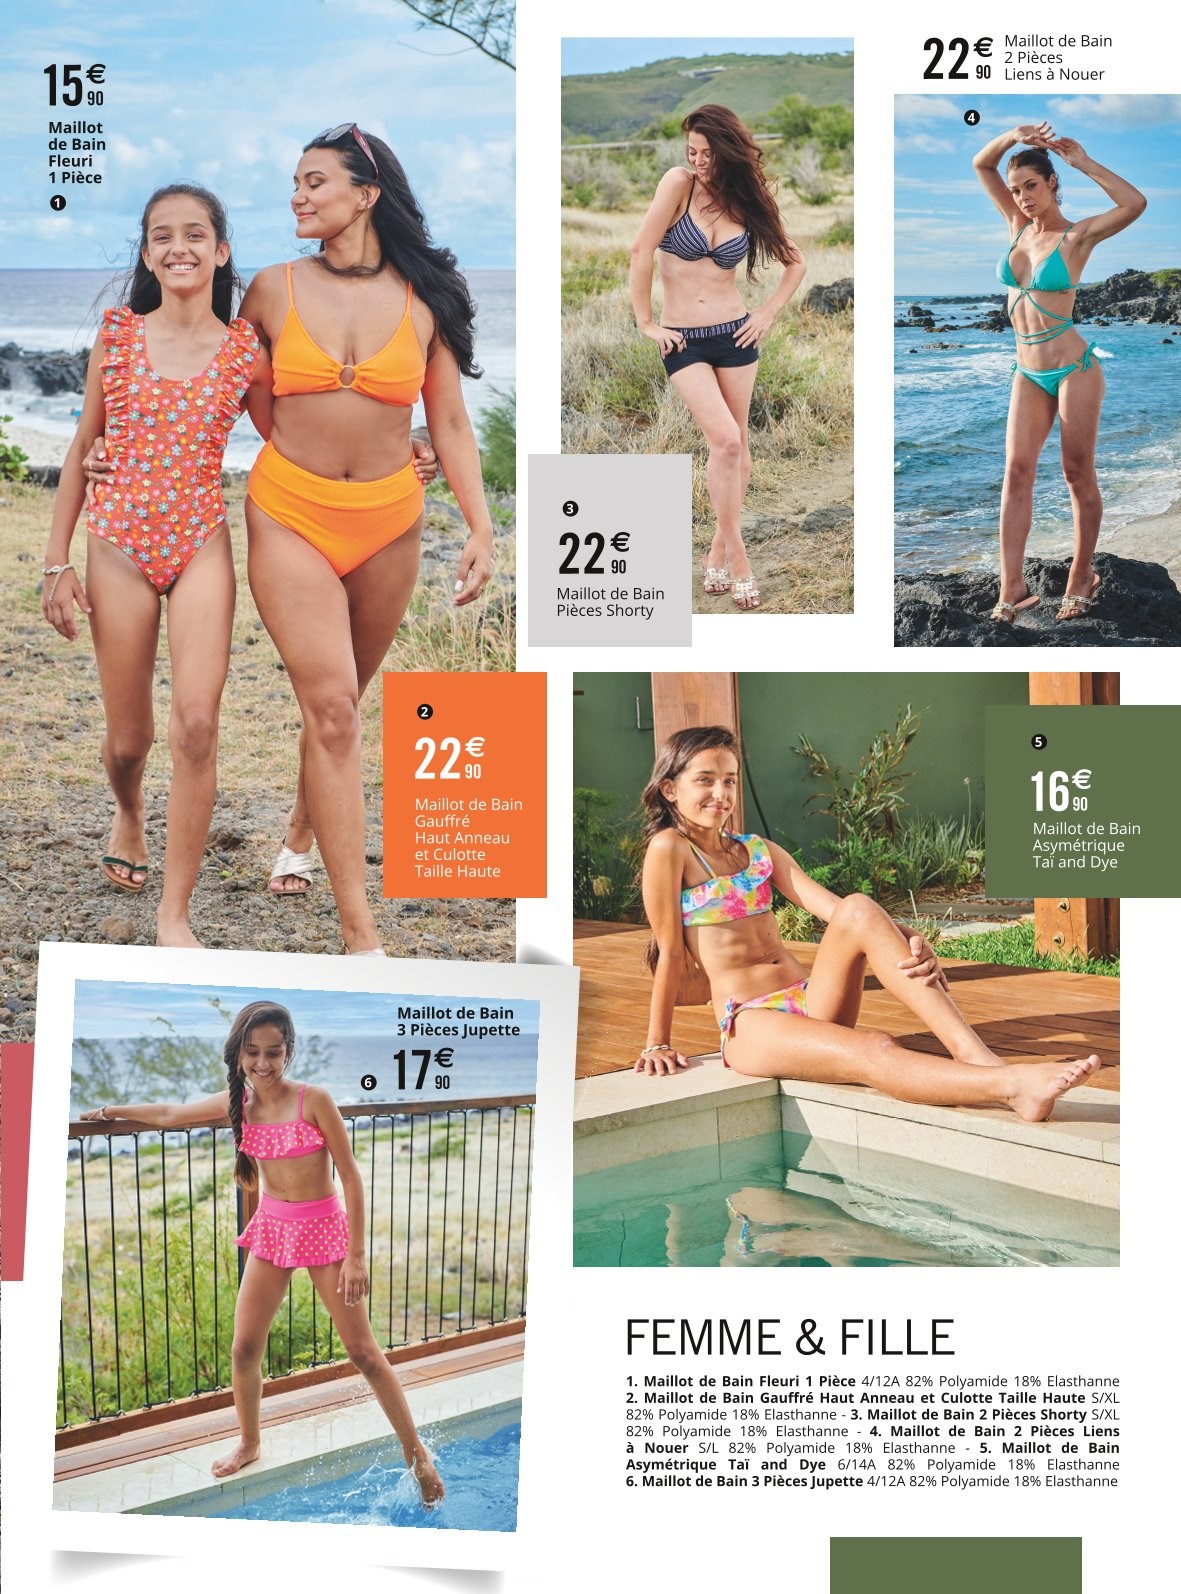 15€90
Maillot
de Bain
Fleuri
1 Pièce
1
22€90
Maillot de Bain
2 Pièces
Liens à Nouer
4
3
22€90
Maillot de Bain
Pièces Shorty
2
22€90
Maillot de Bain
Gauffré
Haut Anneau
et Culotte
Taille Haute
5
16€90
Maillot de Bain
Asymétrique
Taï and Dye
Maillot de Bain
3 Pièces Jupette
6 17€90
FEMME & FILLE
1. Maillot de Bain Fleuri 1 Pièce 4/12A 82% Polyamide 18% Elasthanne
2. Maillot de Bain Gauffré Haut Anneau et Culotte Taille Haute S/XL
82% Polyamide 18% Elasthanne - 3. Maillot de Bain 2 Pièces Shorty S/XL
82% Polyamide 18% Elasthanne - 4. Maillot de Bain 2 Pièces Liens
à Nouer S/L 82% Polyamide 18% Elasthanne - 5. Maillot de Bain
Asymétrique Taï and Dye 6/14A 82% Polyamide 18% Elasthanne
6. Maillot de Bain 3 Pièces Jupette 4/12A 82% Polyamide 18% Elasthanne